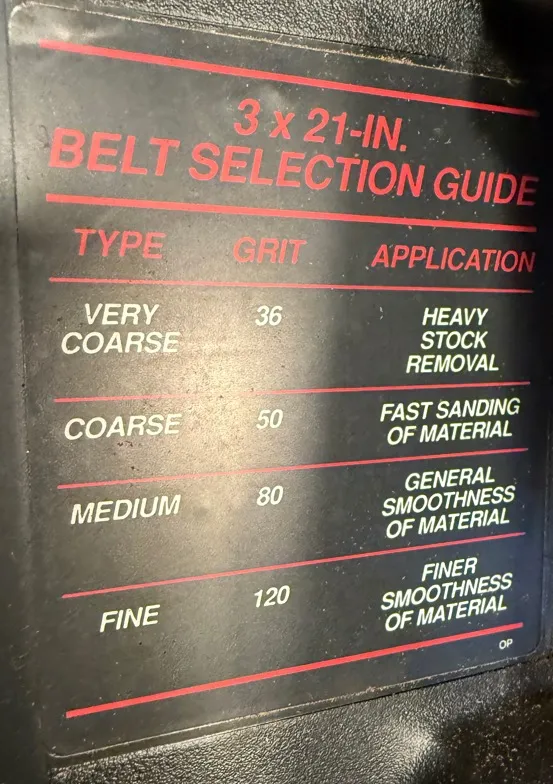 3 x 21-IN.
BELT SELECTION GUIDE
TYPE GRIT APPLICATION
VERY COARSE 36 HEAVY STOCK REMOVAL
COARSE 50 FAST SANDING OF MATERIAL
MEDIUM 80 GENERAL SMOOTHNESS OF MATERIAL
FINE 120 FINER SMOOTHNESS OF MATERIAL
OP